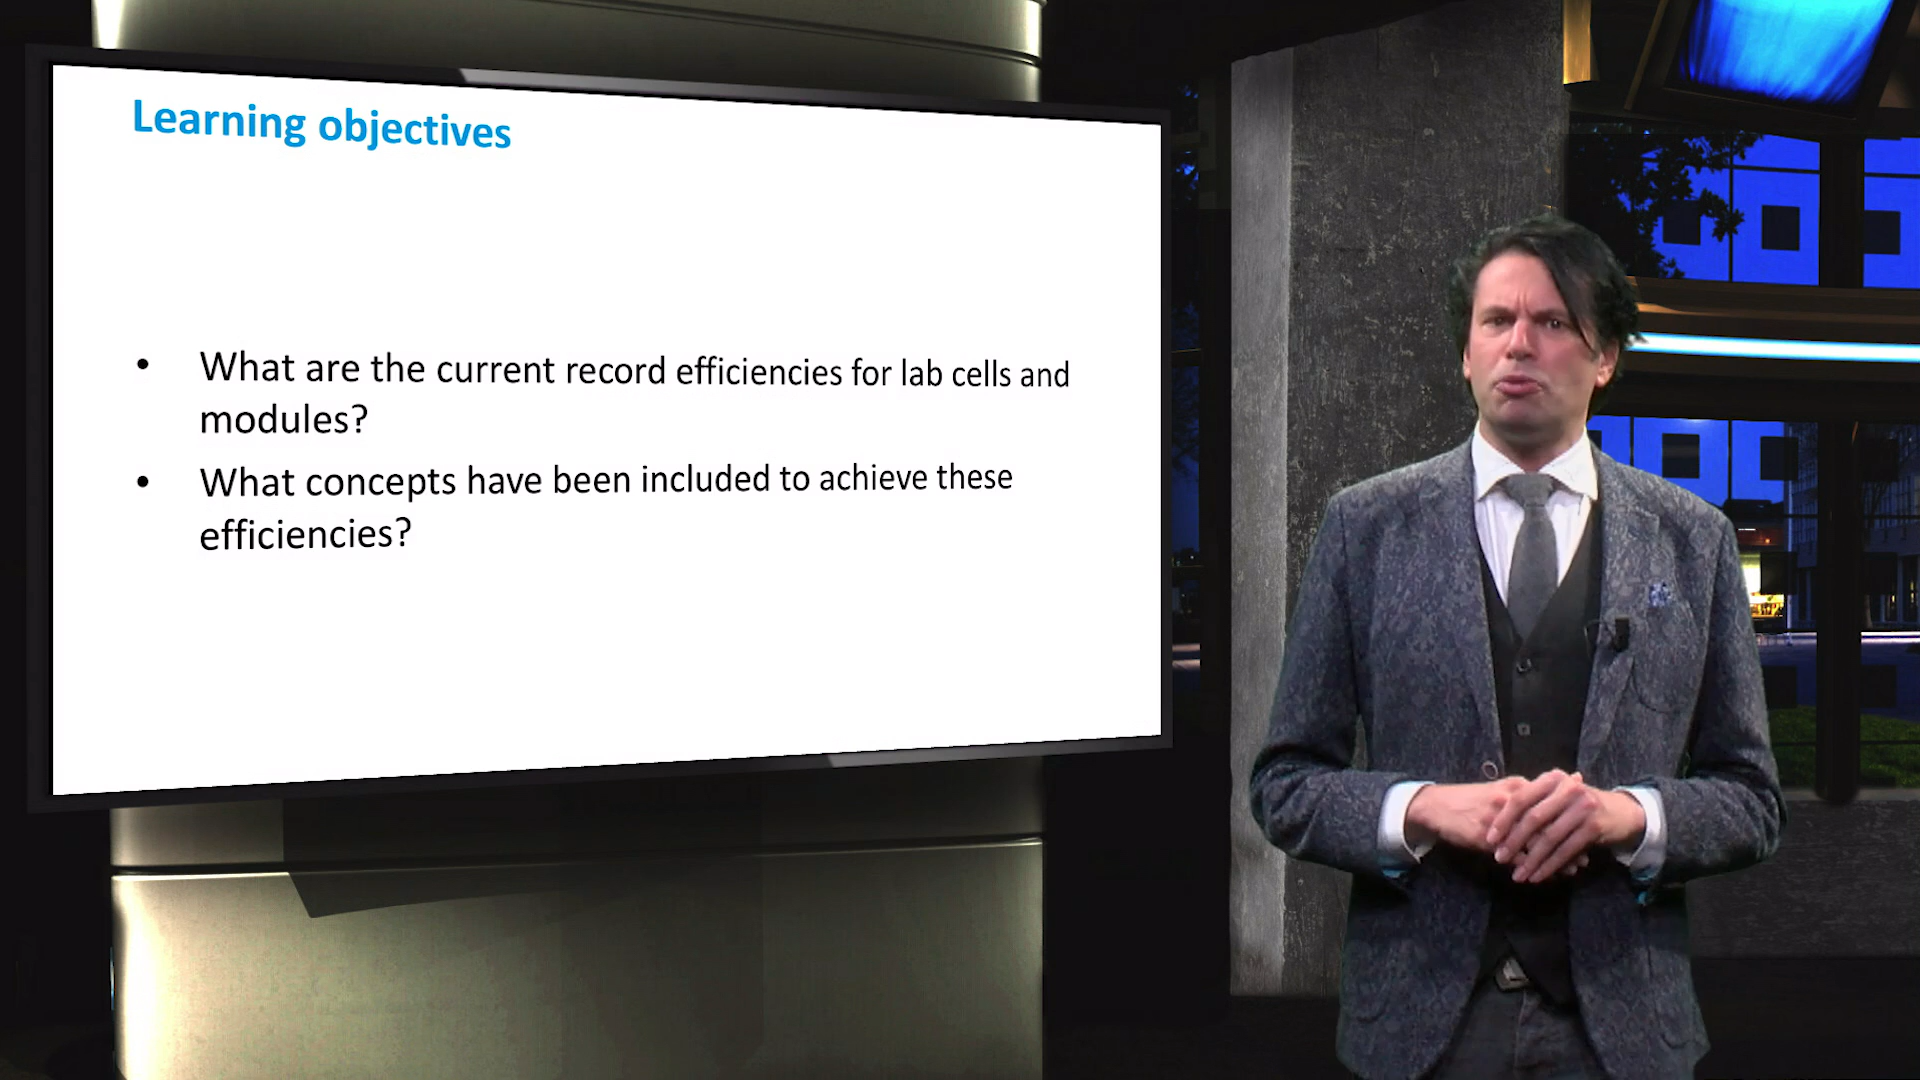 Learning objectives
• What are the current record efficiencies for lab cells and
modules?
• What concepts have been included to achieve these
efficiencies?